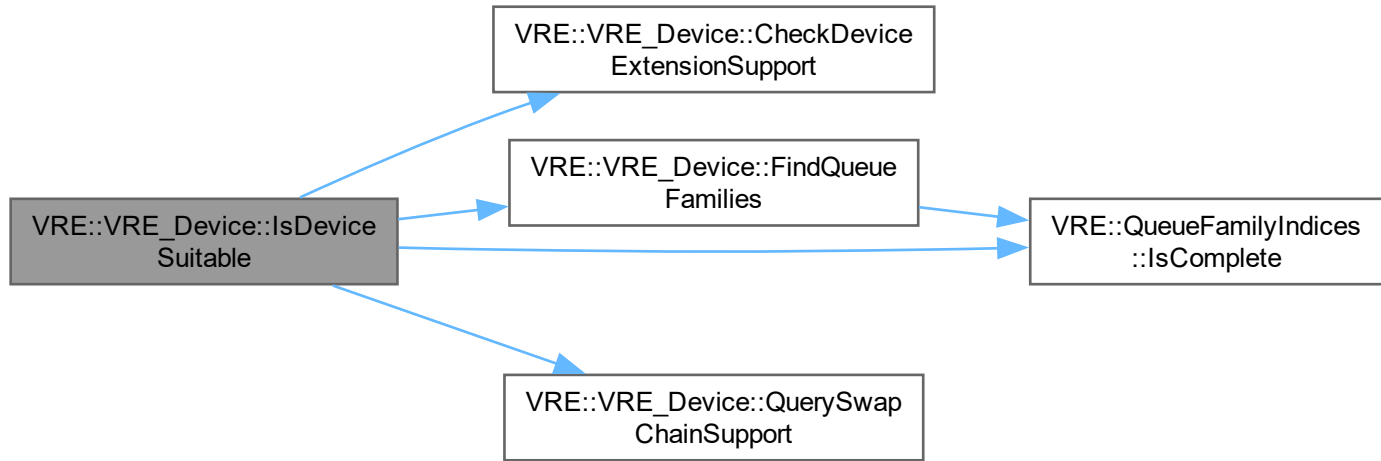 VRE::VRE_Device::CheckDevice
ExtensionSupport
VRE::VRE_Device::FindQueue
Families
VRE::VRE_Device::IsDevice
Suitable
VRE::QueueFamilyIndices
::IsComplete
VRE::VRE_Device::QuerySwap
ChainSupport